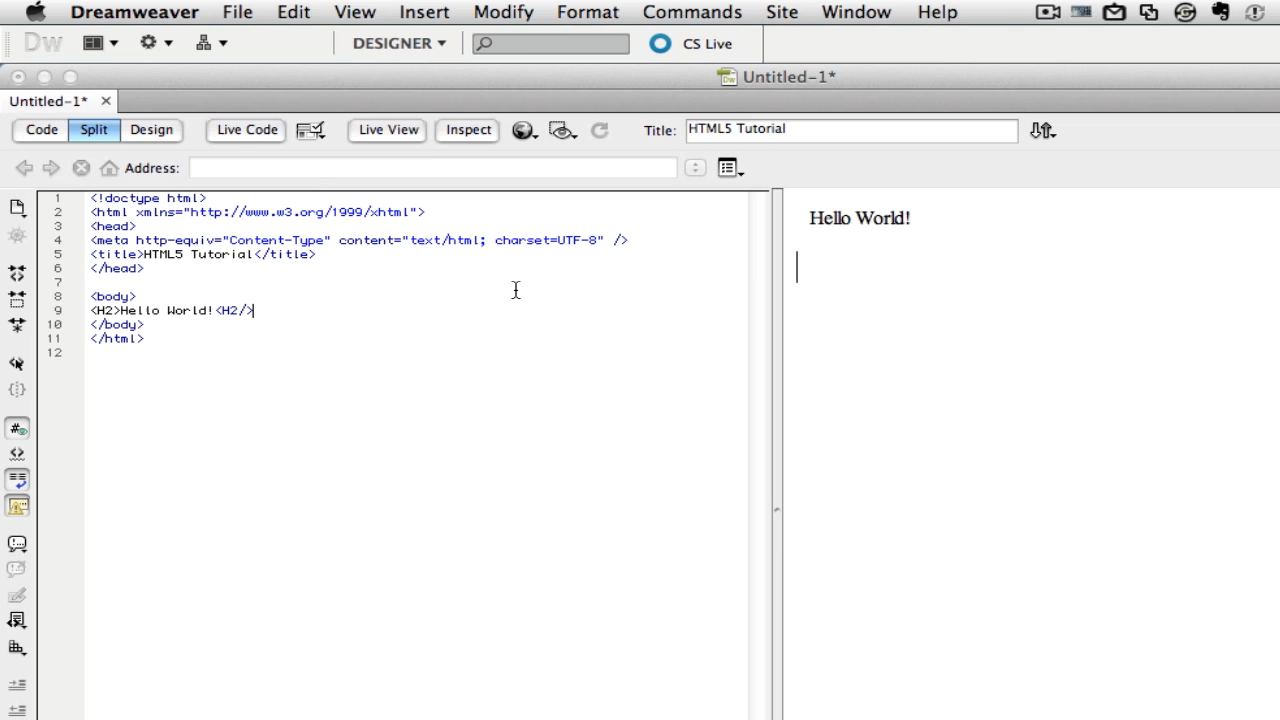 Dreamweaver File Edit View Insert Modify Format Commands Site Window Help
Dw DESIGNER CS Live
Untitled-1*
Untitled-1*
Code Split Design Live Code Live View Inspect Title: HTML5 Tutorial
Address:
1 <!doctype html>
2 <html xmlns="http://www.w3.org/1999/xhtml">
3 <head>
4 <meta http-equiv="Content-Type" content="text/html; charset=UTF-8" />
5 <title>HTML5 Tutorial</title>
6 </head>
7
8 <body>
9 <H2>Hello World!<H2/>
10 </body>
11 </html>
12
Hello World!